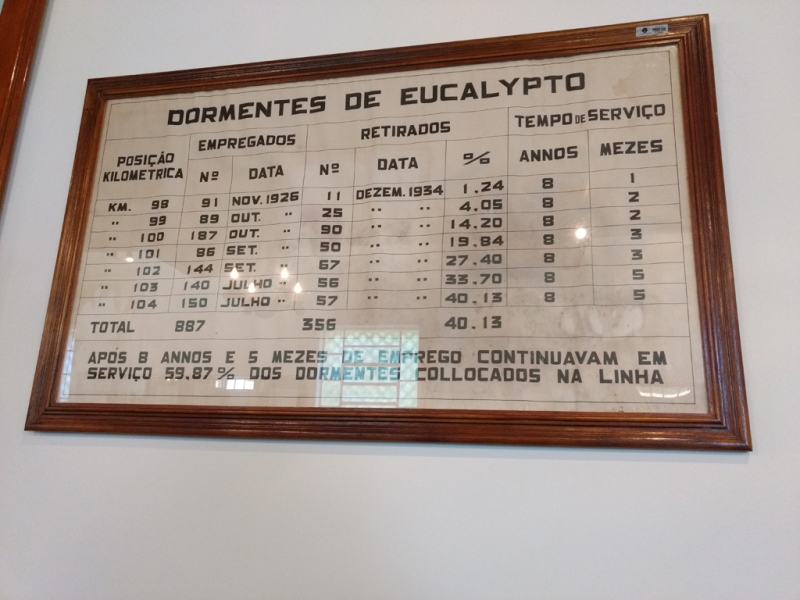 DORMENTES DE EUCALYPTO
POSIÇÃO KILOMETRICA EMPREGADOS RETIRADOS TEMPO DE SERVIÇO
Nº DATA Nº DATA % ANNOS MEZES
KM. 98 91 NOV. 1926 11 DEZEM. 1934 1.24 8 1
" 99 89 OUT. " 25 " " 4.05 8 2
" 100 187 OUT. " 90 " " 14.20 8 2
" 101 86 SET. " 50 " " 19.84 8 3
" 102 144 SET. " 67 " " 27.40 8 3
" 103 140 JULHO " 56 " " 33.70 8 5
" 104 150 JULHO " 57 " " 40.13 8 5
TOTAL 887 356 40.13
APÓS 8 ANNOS E 5 MEZES DE EMPREGO CONTINUAVAM EM
SERVIÇO 59.87% DOS DORMENTES COLLOCADOS NA LINHA